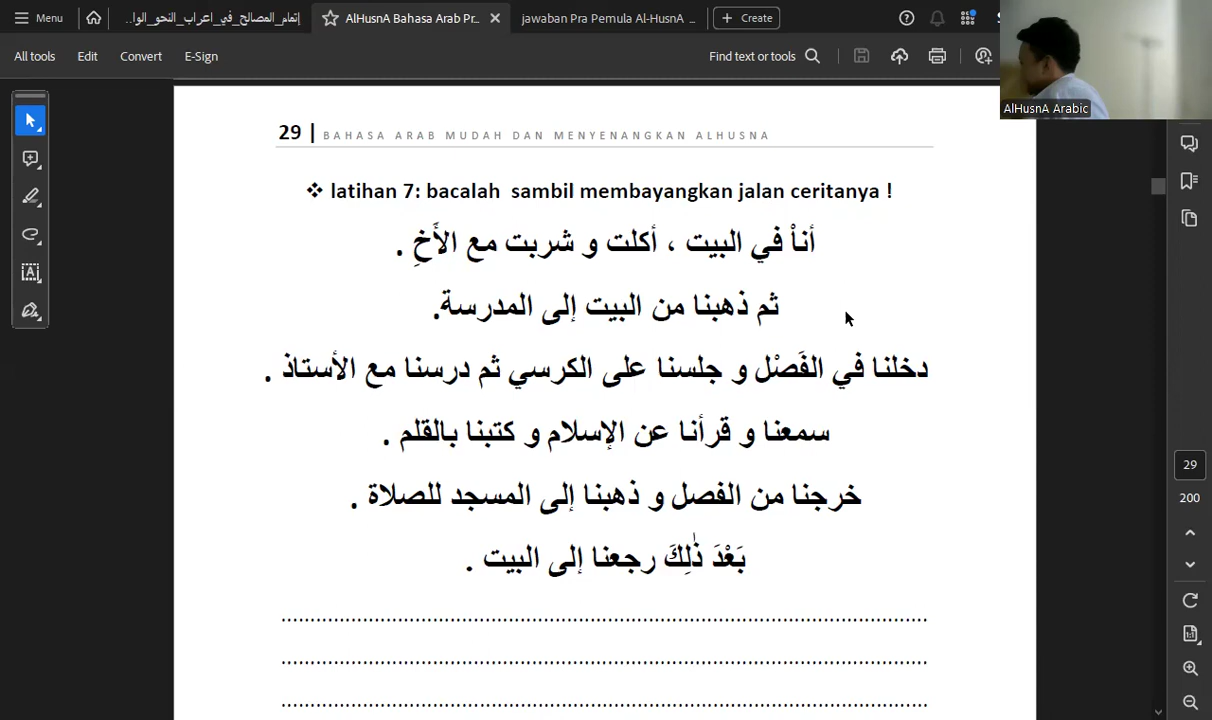 Menu
إتمام_المصالح_في_اعراب_النحو_الوا...
AlHusnA Bahasa Arab Pr...
jawaban Pra Pemula Al-HusnA ...
+ Create
All tools
Edit
Convert
E-Sign
Find text or tools
AlHusnA Arabic
29 | BAHASA ARAB MUDAH DAN MENYENANGKAN ALHUSNA
❖ latihan 7: bacalah sambil membayangkan jalan ceritanya !
أناْ في البيت ، أكلت و شربت مع الأَخِ .
ثم ذهبنا من البيت إلى المدرسة.
دخلنا في الفَصْل و جلسنا على الكرسي ثم درسنا مع الأستاذ .
سمعنا و قرأنا عن الإسلام و كتبنا بالقلم .
خرجنا من الفصل و ذهبنا إلى المسجد للصلاة .
بَعْدَ ذٰلِكَ رجعنا إلى البيت .
29
200